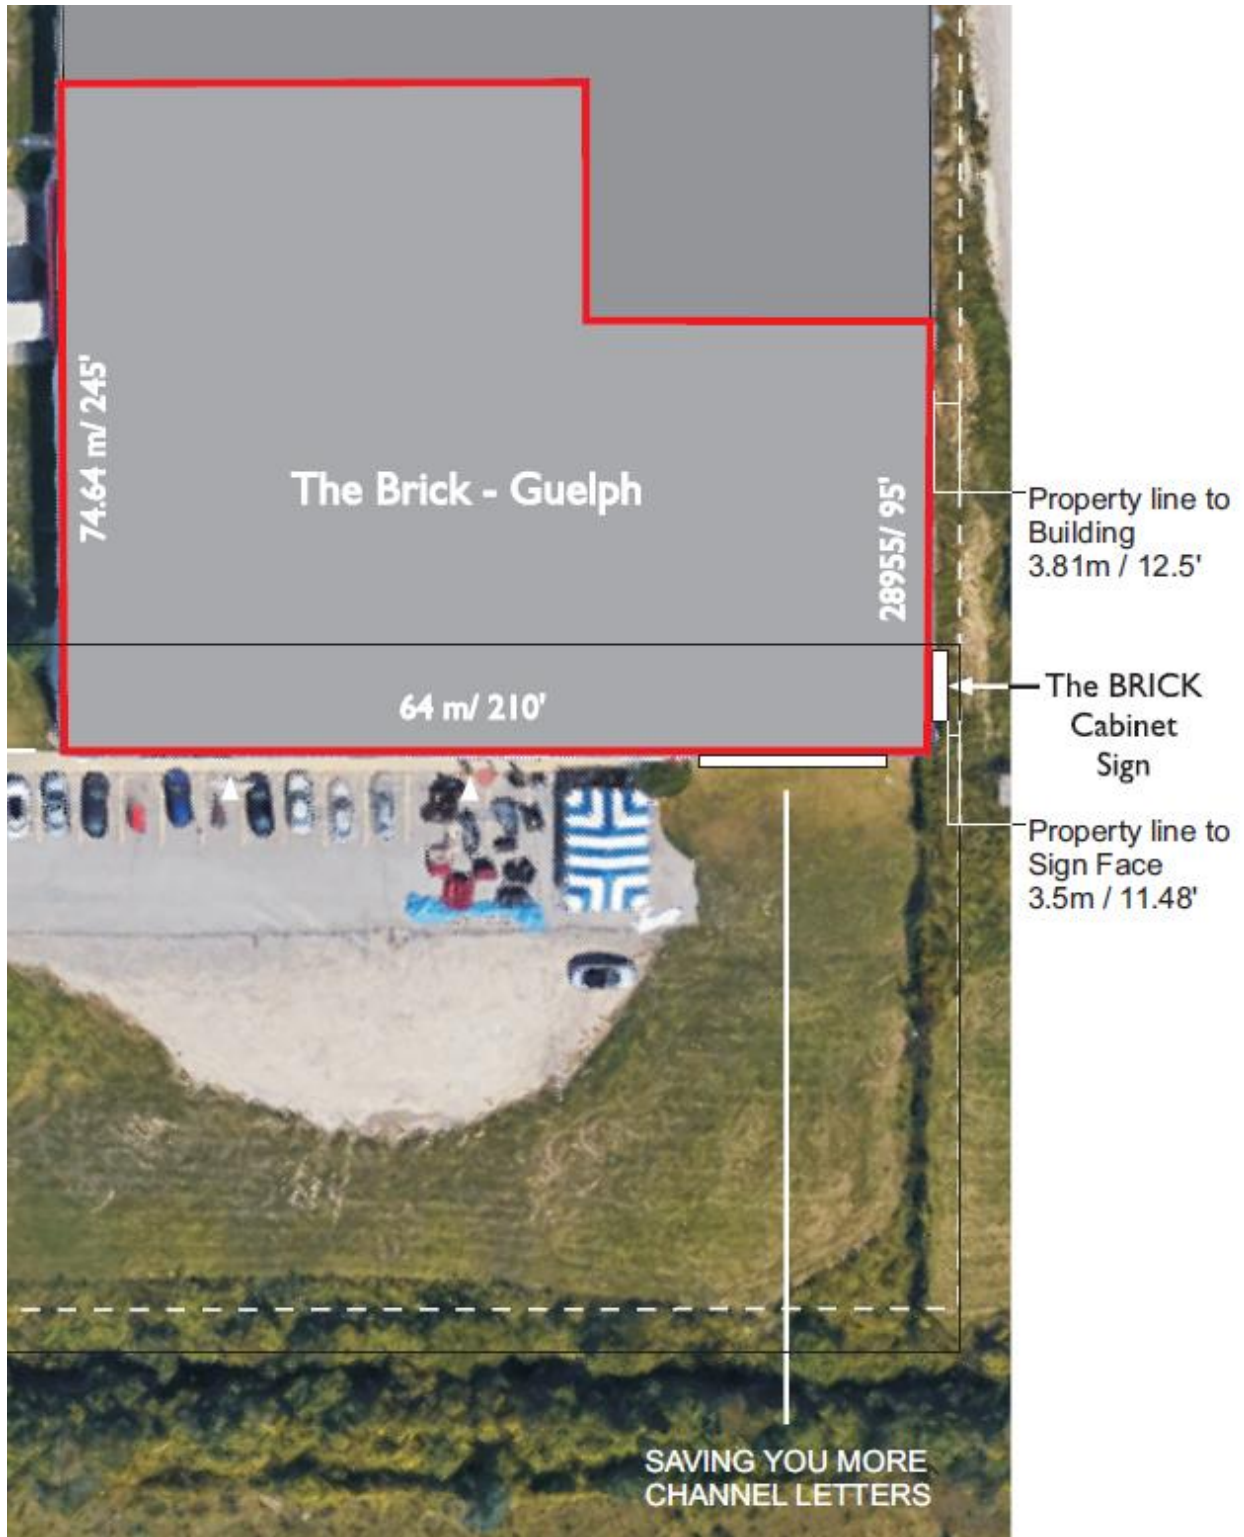 74.64 m/ 245'
The Brick - Guelph
28955/ 95'
Property line to
Building
3.81m / 12.5'
64 m/ 210'
The BRICK
Cabinet
Sign
Property line to
Sign Face
3.5m / 11.48'
SAVING YOU MORE
CHANNEL LETTERS